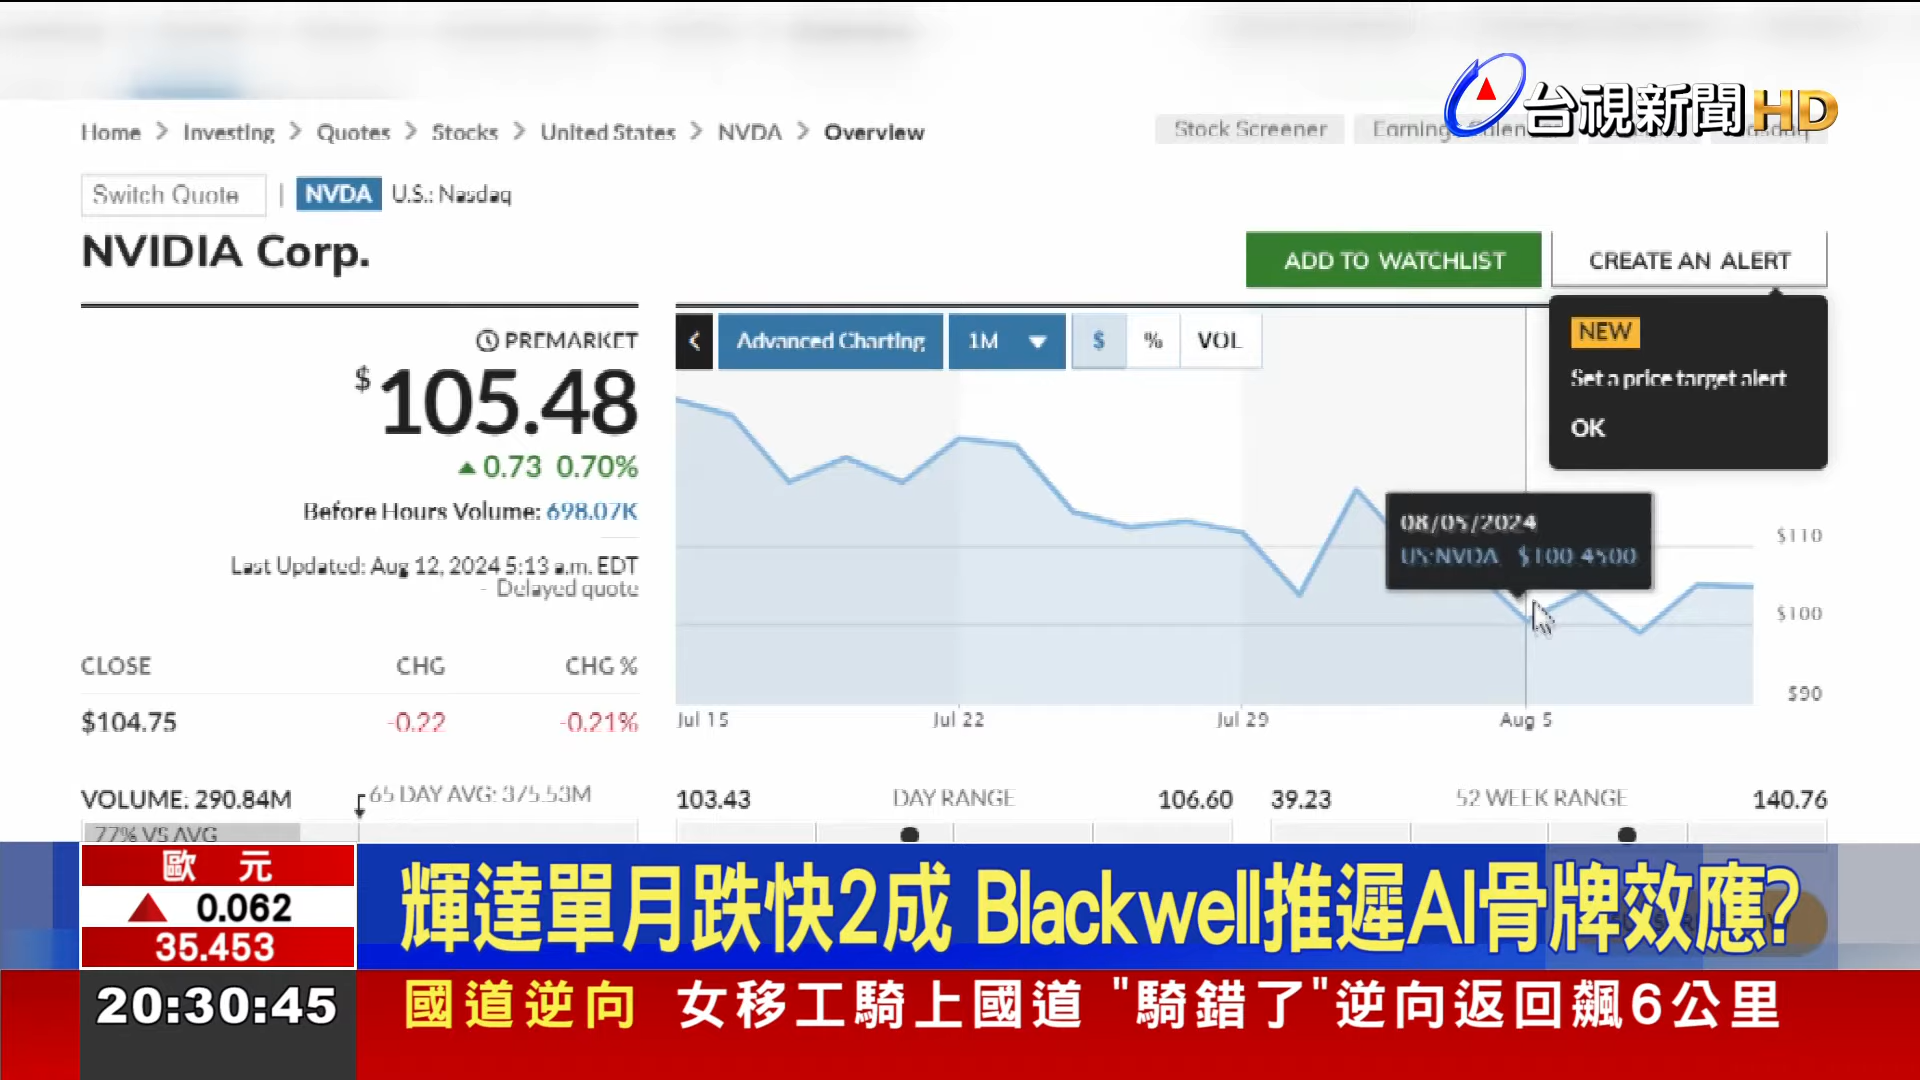 台視新聞HD
Home > Investing > Quotes > Stocks > United States > NVDA > Overview
Stock Screener
Switch Quote | NVDA U.S.: Nasdaq
NVIDIA Corp.
ADD TO WATCHLIST
CREATE AN ALERT
NEW
Set a price target alert
OK
PREMARKET
$105.48
0.73 0.70%
Before Hours Volume: 698.07K
Last Updated: Aug 12, 2024 5:13 a.m. EDT
- Delayed quote
CLOSE CHG CHG %
$104.75 -0.22 -0.21%
Advanced Charting 1M $ % VOL
08/05/2024
US:NVDA $100.4500
$110
$100
$90
Jul 15 Jul 22 Jul 29 Aug 5
VOLUME: 290.84M 65 DAY AVG: 375.53M
77% VS AVG
103.43 DAY RANGE 106.60
39.23 52 WEEK RANGE 140.76
歐元
▲ 0.062
35.453
輝達單月跌快2成 Blackwell推遲AI骨牌效應?
20:30:45
國道逆向 女移工騎上國道 "騎錯了"逆向返回飆6公里